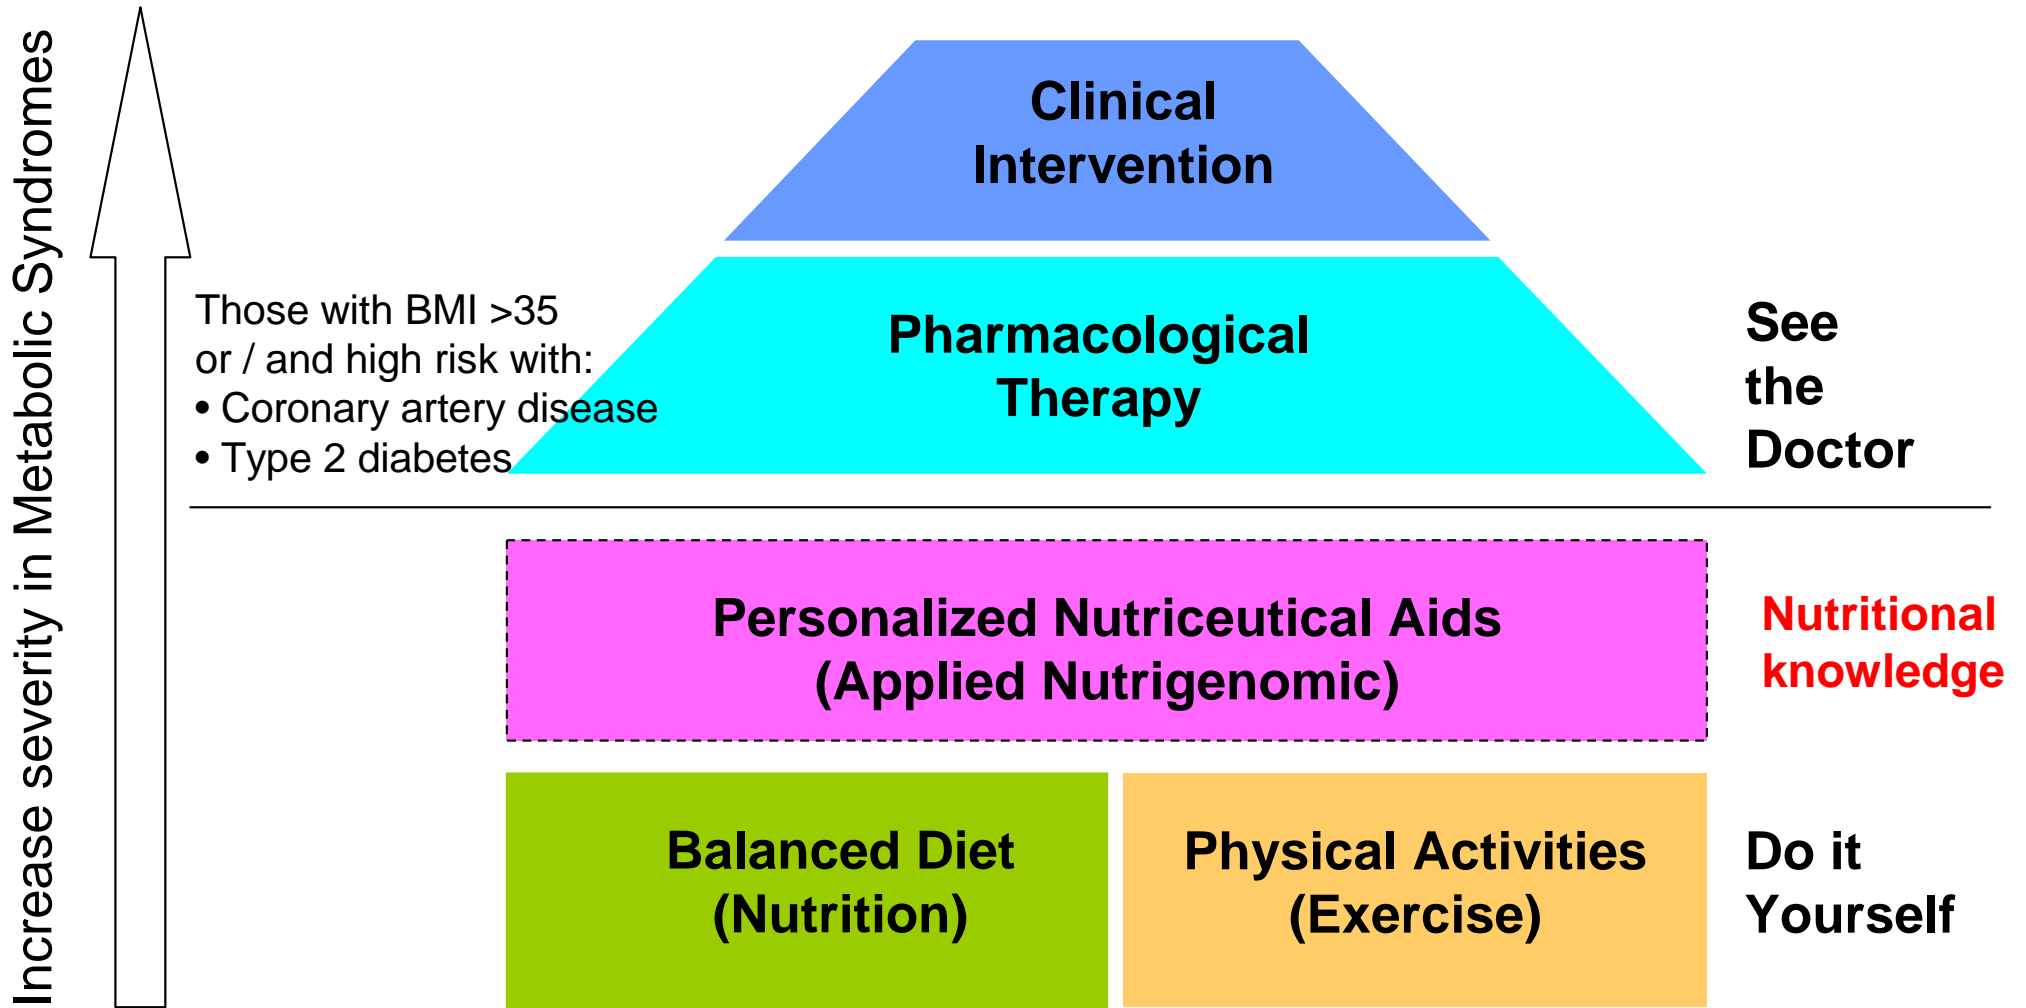 Increase severity in Metabolic Syndromes
Clinical
Intervention
Those with BMI >35
or / and high risk with:
• Coronary artery disease
• Type 2 diabetes
Pharmacological
Therapy
See
the
Doctor
Personalized Nutriceutical Aids
(Applied Nutrigenomic)
Nutritional
knowledge
Balanced Diet
(Nutrition)
Physical Activities
(Exercise)
Do it
Yourself